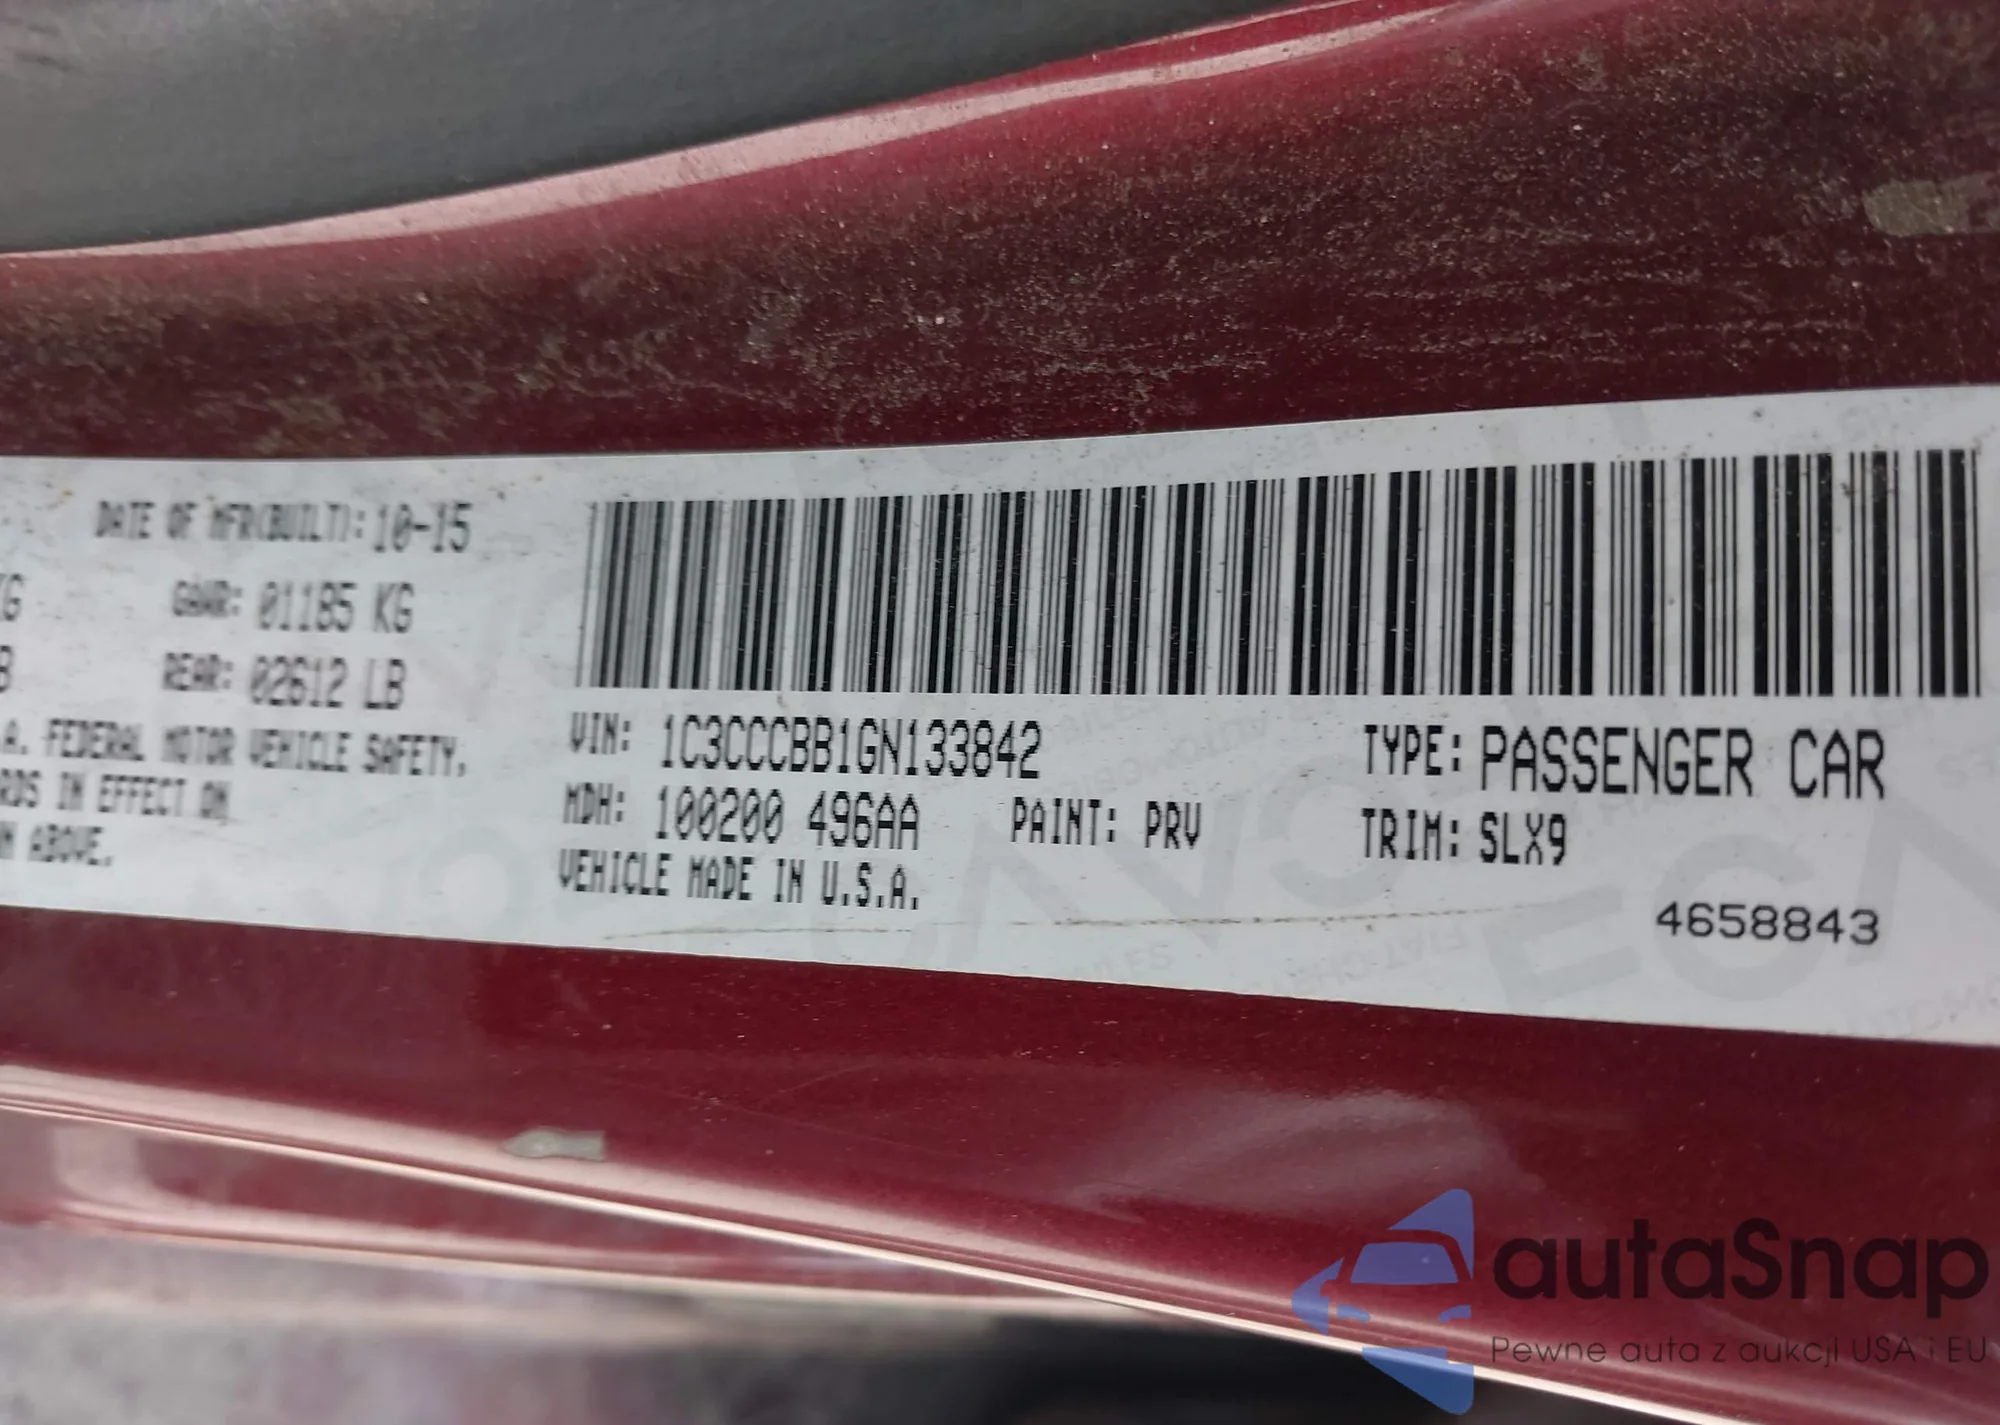 DATE OF MFR(BUILT): 10-15
KG GAWR: 01185 KG
B REAR: 02612 LB
.A. FEDERAL MOTOR VEHICLE SAFETY,
RDS IN EFFECT ON
N ABOVE.
VIN: 1C3CCCBB1GN133842 TYPE: PASSENGER CAR
MDH: 100200 496AA PAINT: PRV TRIM: SLX9
VEHICLE MADE IN U.S.A.
4658843
autaSnap
Pewne auta z aukcji USA i EU